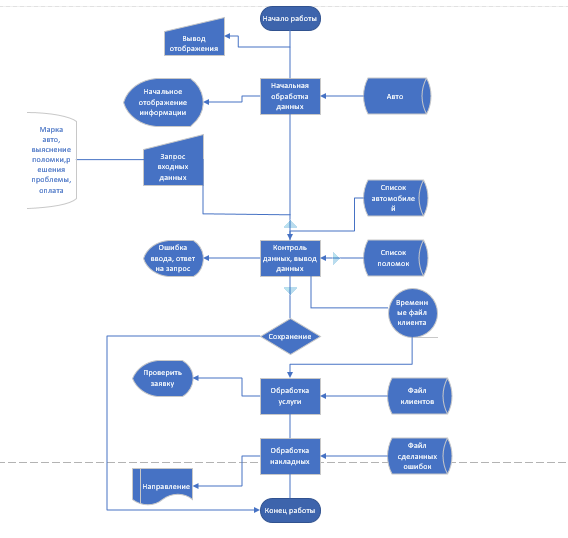 Начало работы
Вывод
отображения
Начальное
отображение
информации
Начальная
обработка
данных
Авто
Марка
авто,
выяснение
поломки,р
ешения
проблемы,
оплата
Запрос
входных
данных
Список
автомобиле
й
Ошибка
ввода, ответ
на запрос
Контроль
данных, вывод
данных
Список
поломок
Временн
ые файл
клиента
Сохранение
Проверить
заявку
Обработка
услуги
Файл
клиентов
Обработка
накладных
Файл
сделанных
ошибок
Направление
Конец работы